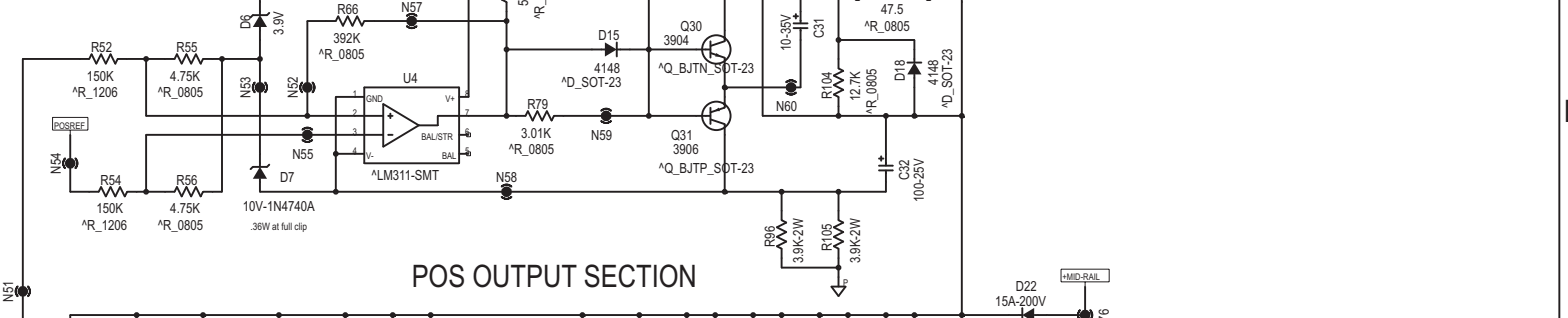 D6
3.9V
R66
392K
^R_0805
N57
5
^R_
D15
4148
^D_SOT-23
Q30
3904
^Q_BJTN_SOT-23
10-35V
C31
47.5
^R_0805
R104
12.7K
^R_0805
D18
4148
^D_SOT-23
R52
150K
^R_1206
R55
4.75K
^R_0805
N53
N52
U4
1
GND
V+
8
2
+
7
3
-
BAL/STR
6
4
V-
BAL
5
^LM311-SMT
R79
3.01K
^R_0805
N59
N60
Q31
3906
^Q_BJTP_SOT-23
POSREF
N54
N55
R54
150K
^R_1206
R56
4.75K
^R_0805
D7
10V-1N4740A
.36W at full clip
N58
C32
100-25V
R96
3.9K-2W
R105
3.9K-2W
P
POS OUTPUT SECTION
N51
D22
15A-200V
+MID-RAIL